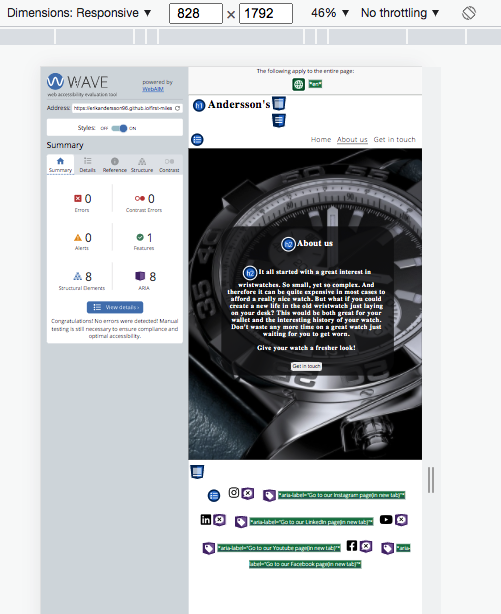 Dimensions: Responsive ▼ 828 × 1792 46% ▼ No throttling ▼
WAVE
web accessibility evaluation tool
powered by
WebAIM
Address: https://erikandersson96.github.io/first-miles
Styles: OFF ON
Summary
Summary Details Reference Structure Contrast
0
Errors
0
Contrast Errors
0
Alerts
1
Features
8
Structural Elements
8
ARIA
View details ›
Congratulations! No errors were detected! Manual
testing is still necessary to ensure compliance and
optimal accessibility.
The following apply to the entire page:
*en*
h1 Andersson's
Home About us Get in touch
h2 About us
h2 It all started with a great interest in
wristwatches. So small, yet so complex. And
therefore it can be quite expensive in most cases to
afford a really nice watch. But what if you could
create a new life in the old wristwatch just laying
on your desk? This would be both great for your
wallet and the interesting history of your watch.
Don't waste any more time on a great watch just
waiting for you to get worn.
Give your watch a fresher look!
Get in touch
*aria-label="Go to our Instagram page(in new tab)"*
*aria-label="Go to our LinkedIn page(in new tab)"*
*aria-label="Go to our Youtube page(in new tab)"*
*aria-
label="Go to our Facebook page(in new tab)"*